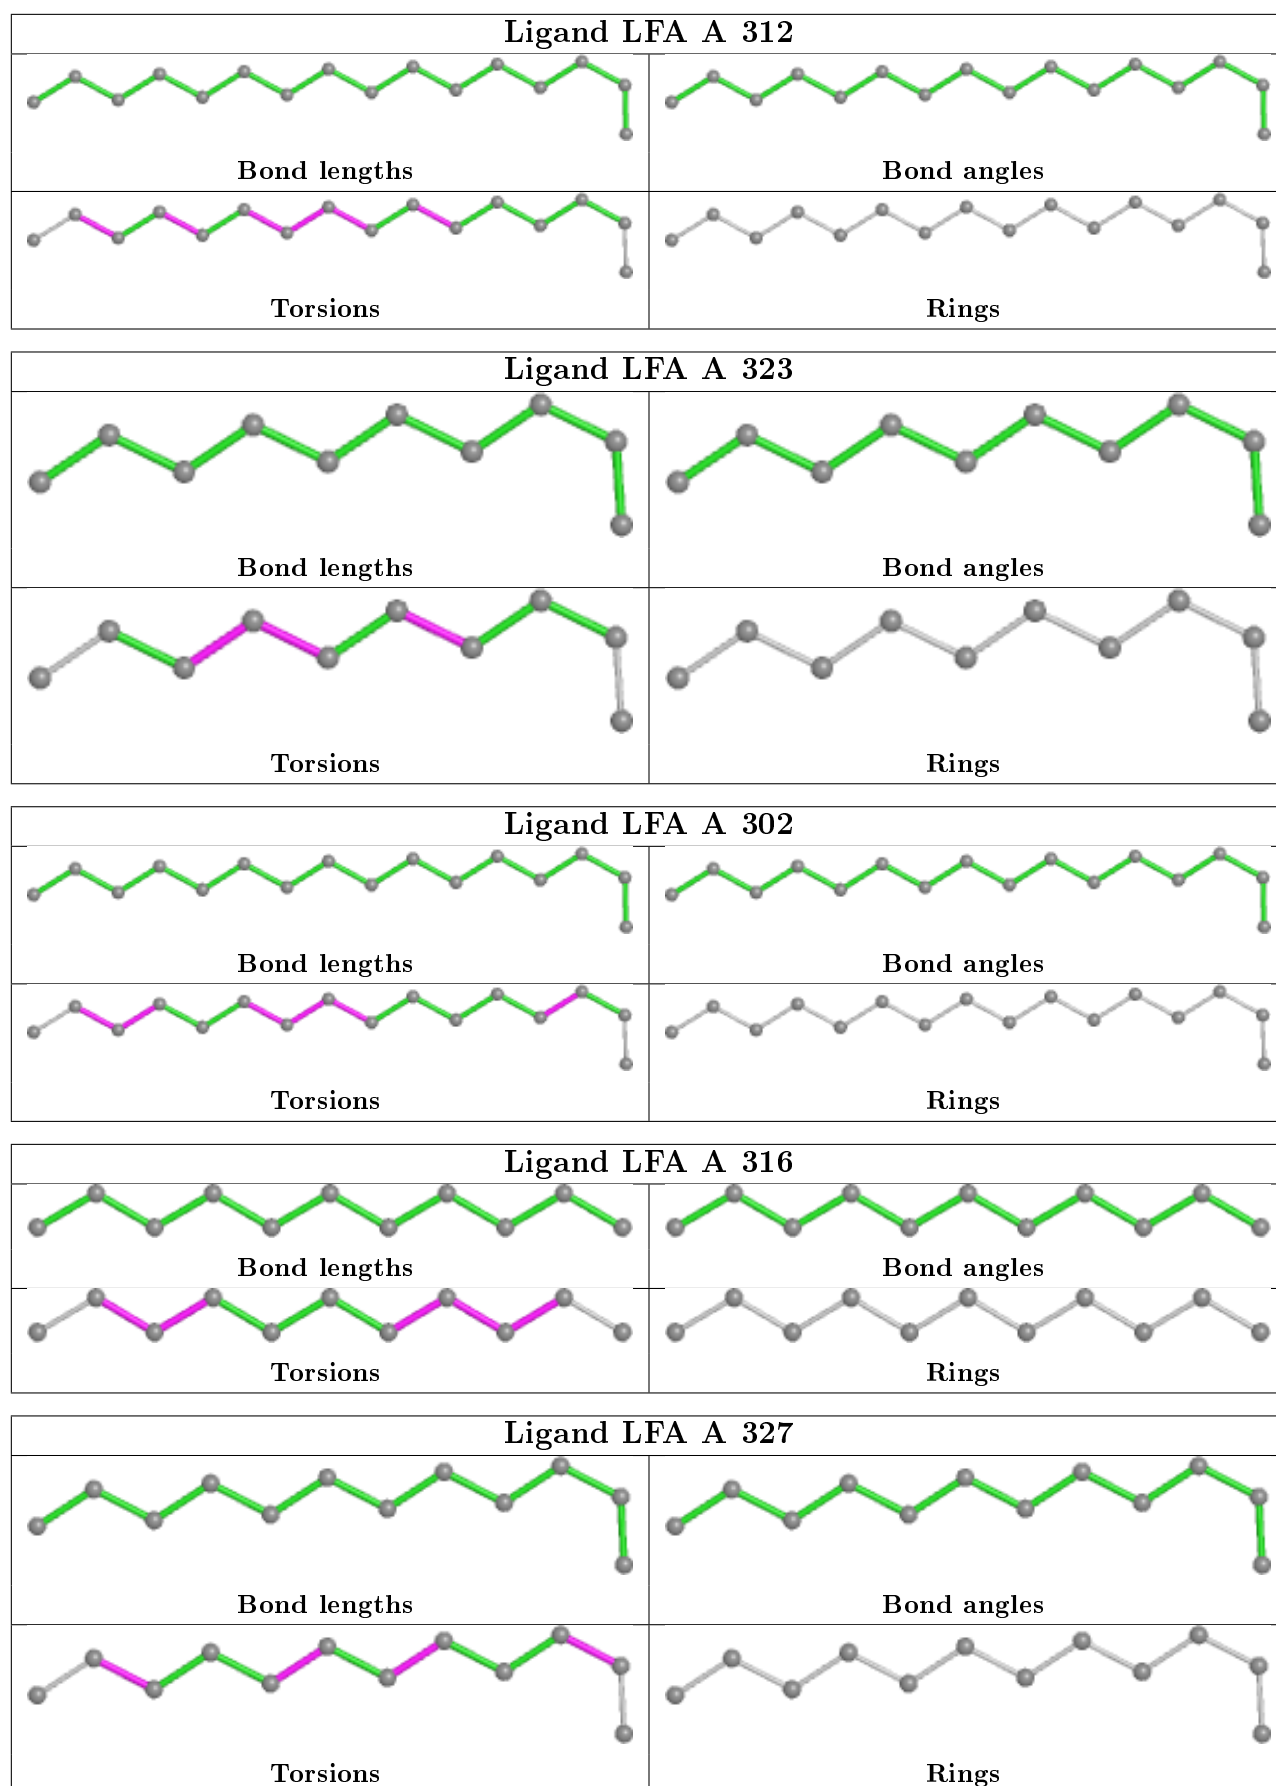 Ligand LFA A 312
Bond lengths
Bond angles
Torsions
Rings
Ligand LFA A 323
Bond lengths
Bond angles
Torsions
Rings
Ligand LFA A 302
Bond lengths
Bond angles
Torsions
Rings
Ligand LFA A 316
Bond lengths
Bond angles
Torsions
Rings
Ligand LFA A 327
Bond lengths
Bond angles
Torsions
Rings